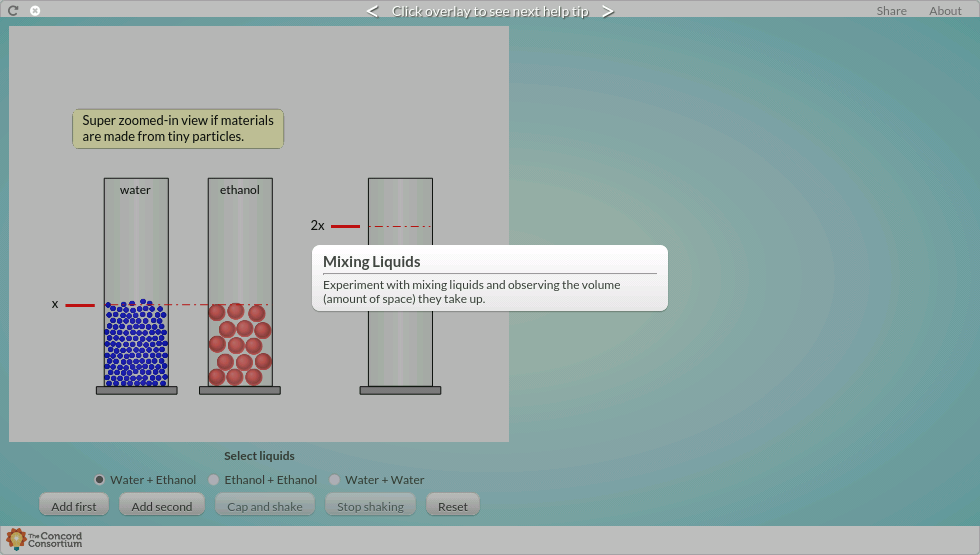 Click overlay to see next help tip
Share
About
Super zoomed-in view if materials
are made from tiny particles.
water
ethanol
2x
x
Mixing Liquids
Experiment with mixing liquids and observing the volume
(amount of space) they take up.
Select liquids
Water + Ethanol
Ethanol + Ethanol
Water + Water
Add first
Add second
Cap and shake
Stop shaking
Reset
The Concord
Consortium